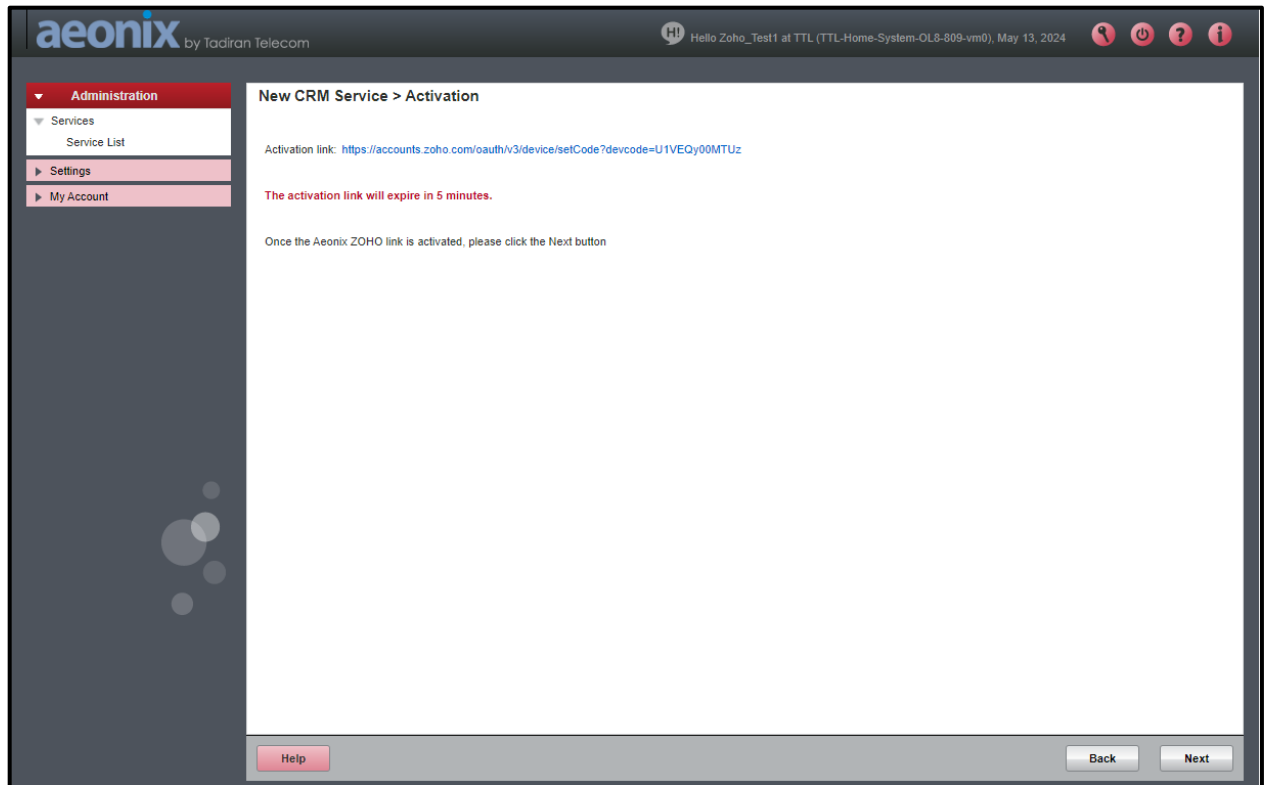 aeonix by Tadiran Telecom
H! Hello Zoho_Test1 at TTL (TTL-Home-System-OL8-809-vm0), May 13, 2024 ? i
Administration
Services
Service List
Settings
My Account
New CRM Service > Activation
Activation link: https://accounts.zoho.com/oauth/v3/device/setCode?devcode=U1VEQy00MTUz
The activation link will expire in 5 minutes.
Once the Aeonix ZOHO link is activated, please click the Next button
Help
Back
Next